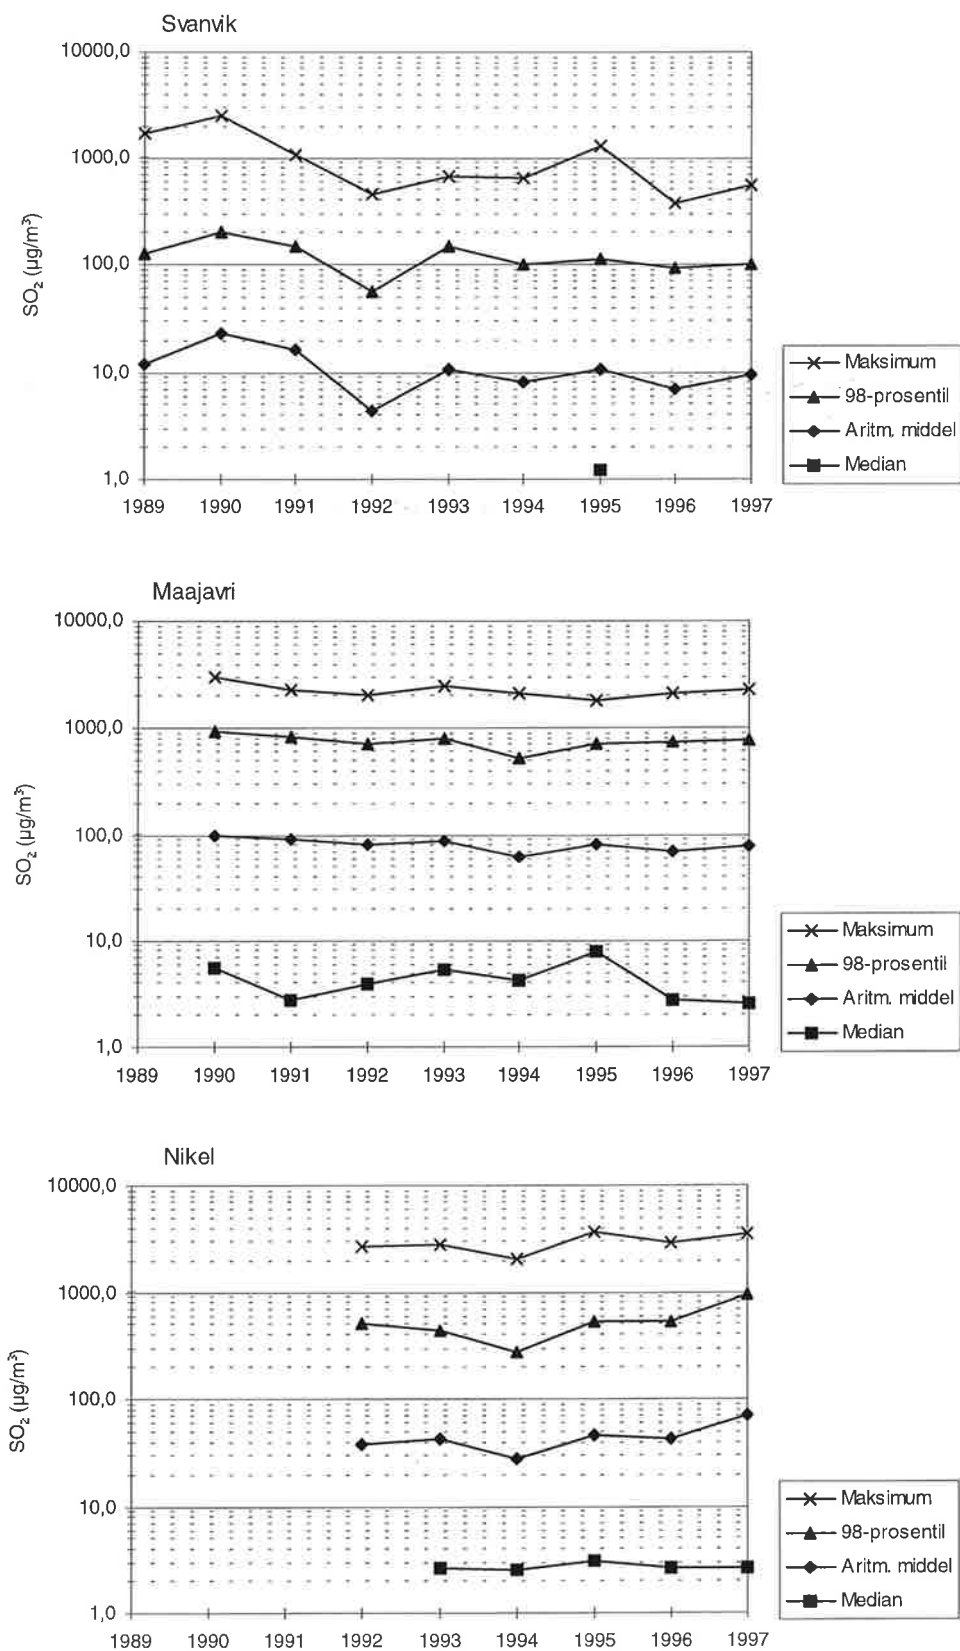 Svanvik
10000,0
1000,0
100,0
10,0
1,0
SO₂ (µg/m³)
1989 1990 1991 1992 1993 1994 1995 1996 1997
Maksimum
98-prosentil
Aritm. middel
Median
Maajavri
10000,0
1000,0
100,0
10,0
1,0
SO₂ (µg/m³)
1989 1990 1991 1992 1993 1994 1995 1996 1997
Maksimum
98-prosentil
Aritm. middel
Median
Nikel
10000,0
1000,0
100,0
10,0
1,0
SO₂ (µg/m³)
1989 1990 1991 1992 1993 1994 1995 1996 1997
Maksimum
98-prosentil
Aritm. middel
Median